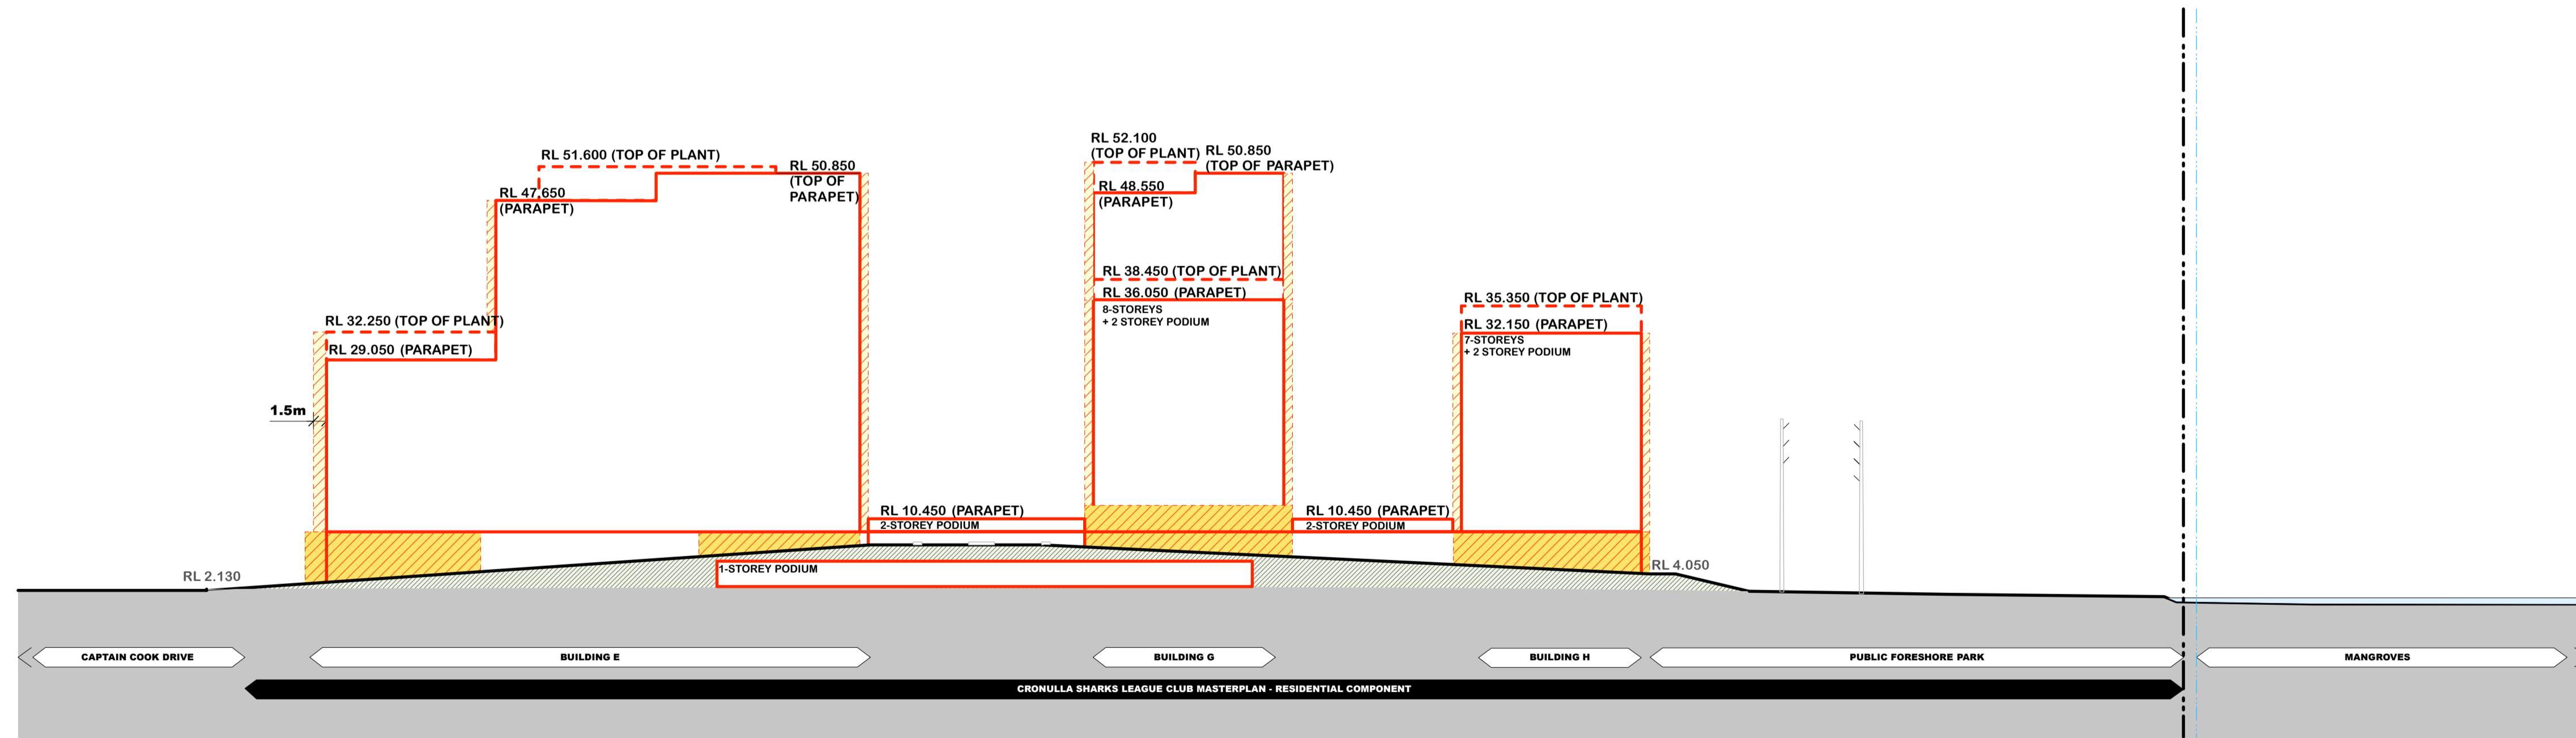 RL 52.100
(TOP OF PLANT)
RL 50.850
(TOP OF PARAPET)
RL 51.600 (TOP OF PLANT)
RL 50.850
(TOP OF
PARAPET)
RL 47.650
(PARAPET)
RL 48.550
(PARAPET)
RL 38.450 (TOP OF PLANT)
RL 36.050 (PARAPET)
8-STOREYS
+ 2 STOREY PODIUM
RL 35.350 (TOP OF PLANT)
RL 32.150 (PARAPET)
7-STOREYS
+ 2 STOREY PODIUM
RL 32.250 (TOP OF PLANT)
RL 29.050 (PARAPET)
1.5m
RL 10.450 (PARAPET)
2-STOREY PODIUM
RL 10.450 (PARAPET)
2-STOREY PODIUM
RL 2.130
1-STOREY PODIUM
RL 4.050
CAPTAIN COOK DRIVE
BUILDING E
BUILDING G
BUILDING H
PUBLIC FORESHORE PARK
MANGROVES
CRONULLA SHARKS LEAGUE CLUB MASTERPLAN - RESIDENTIAL COMPONENT